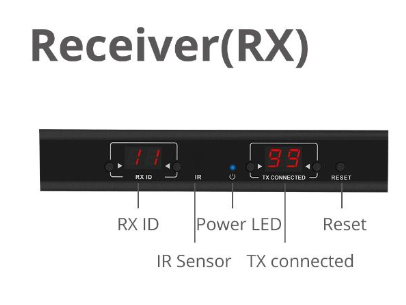 Receiver(RX)
11
99
RX ID
IR
TX CONNECTED
RESET
RX ID
Power LED
Reset
IR Sensor
TX connected